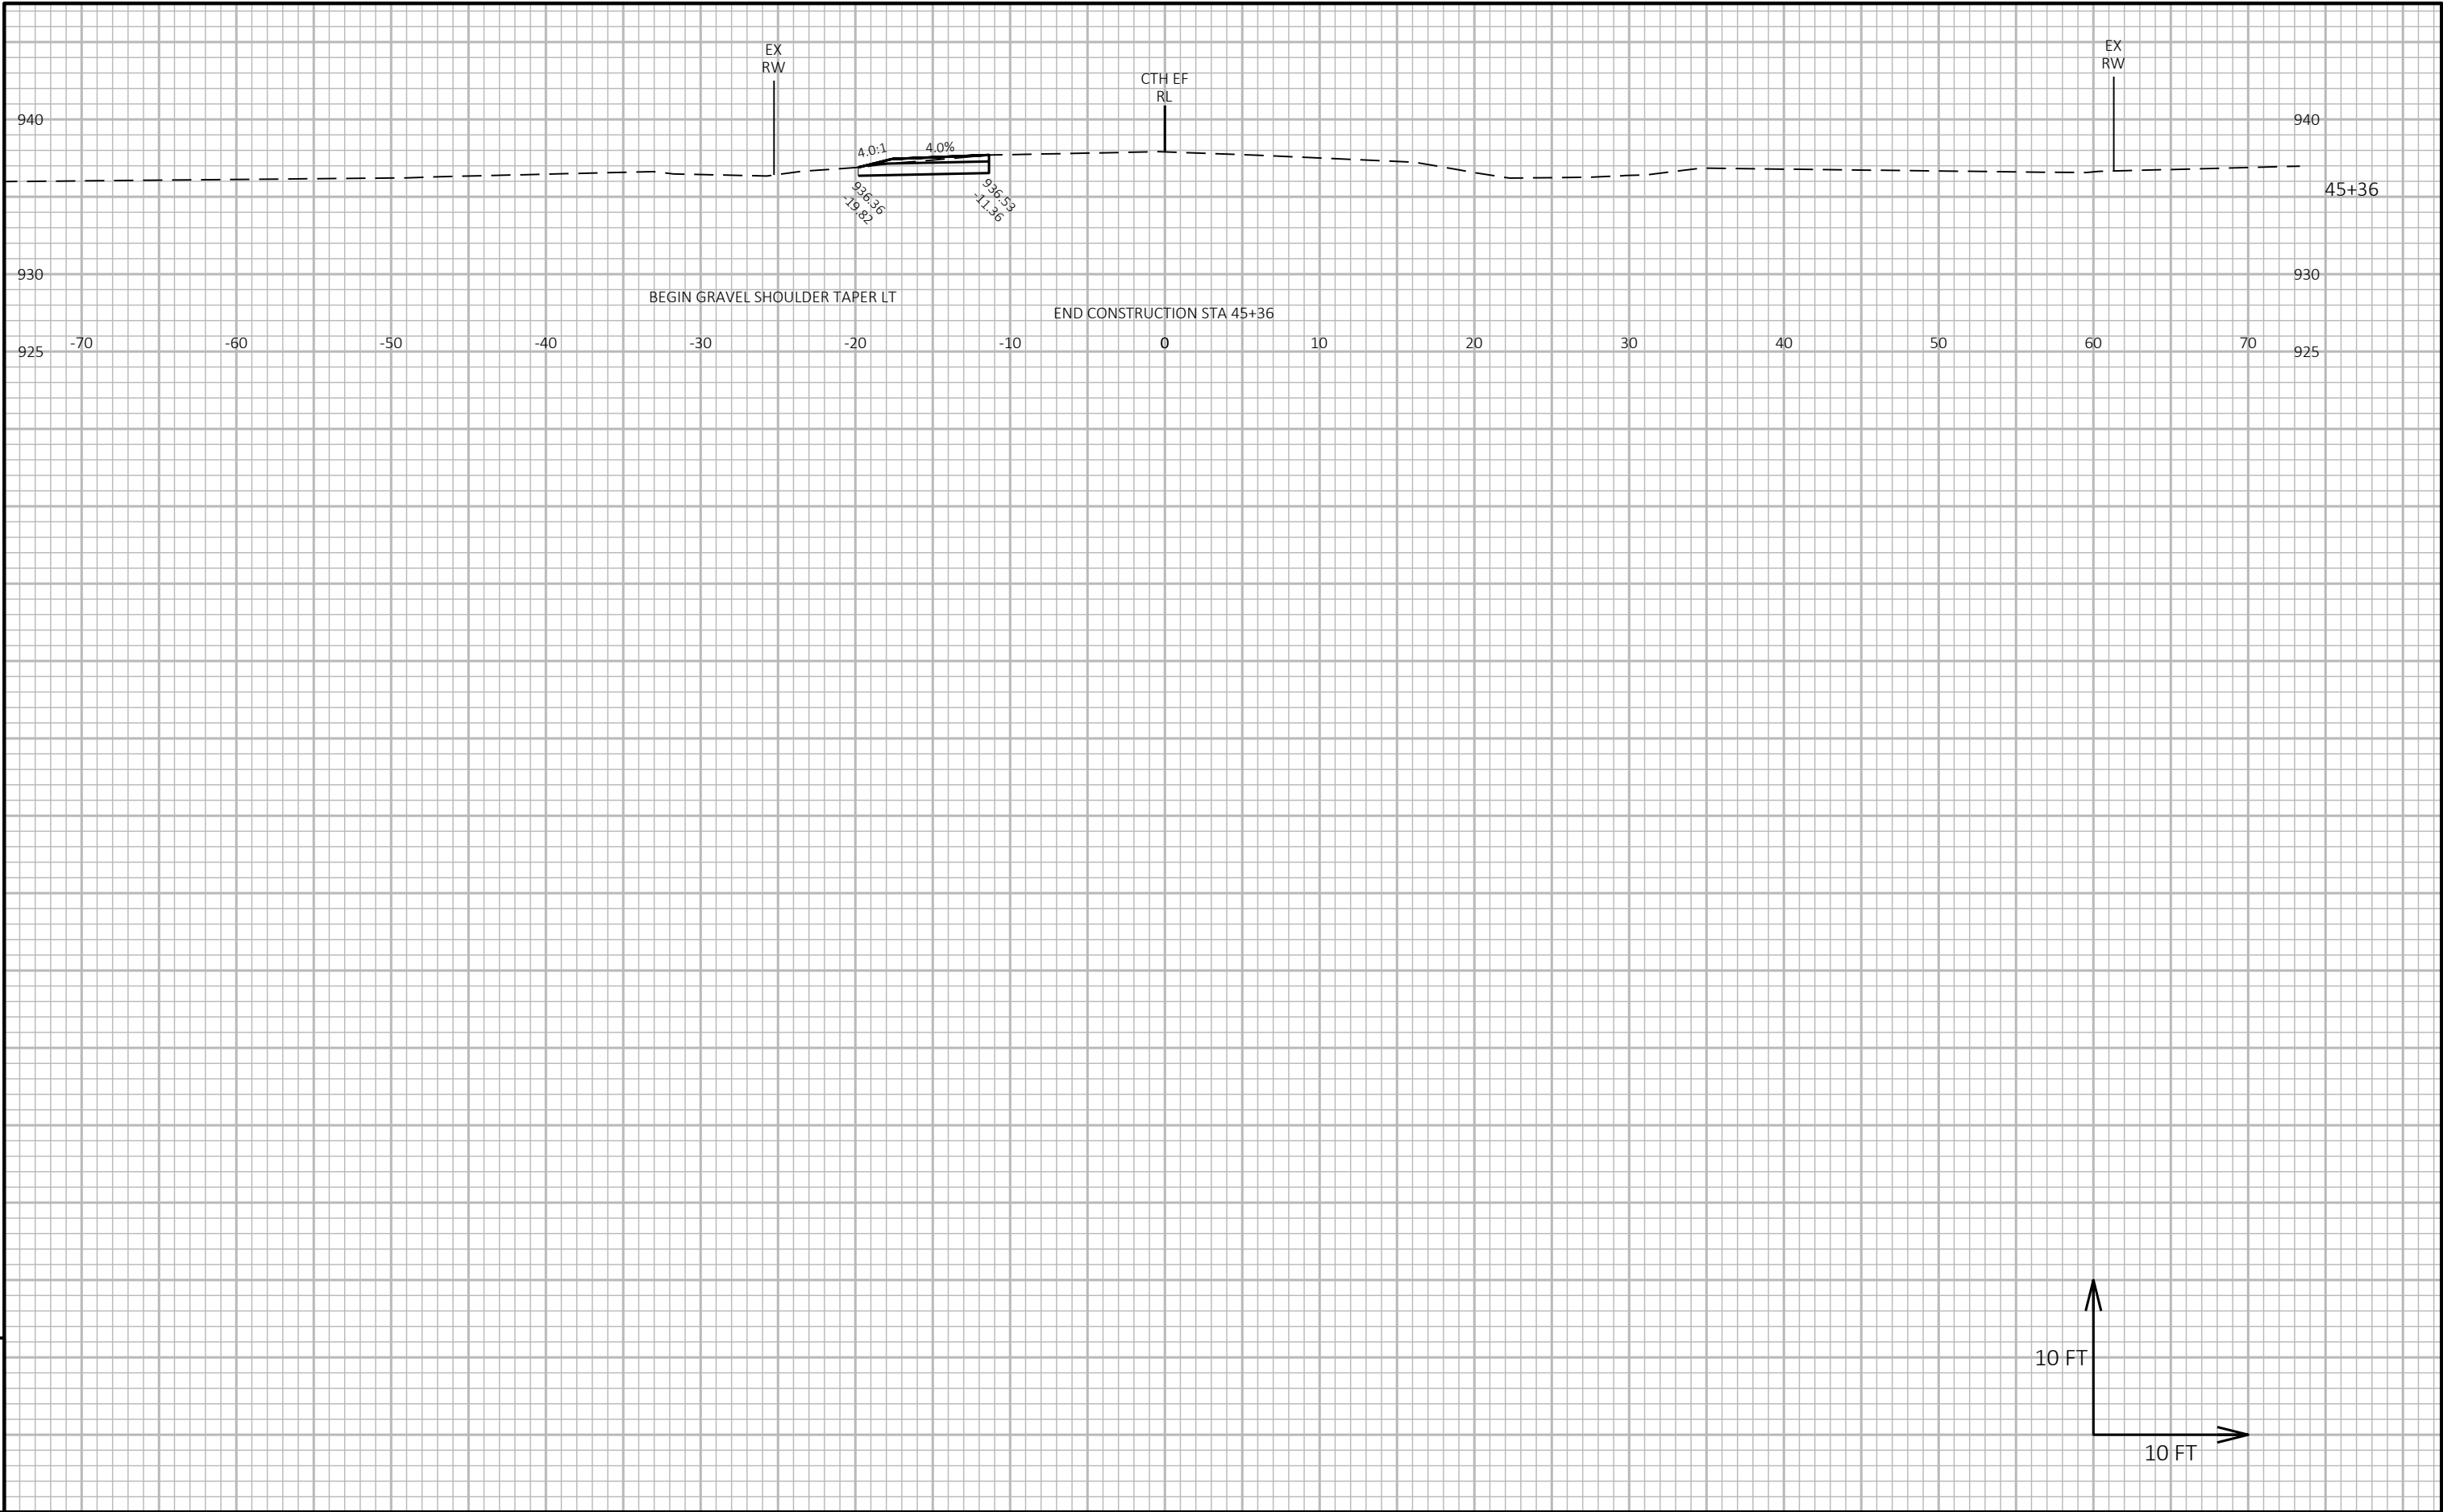 EX
RW
CTH EF
RL
EX
RW
940
940
4.0:1
4.0%
936.36
-19.82
936.53
-11.36
45+36
930
930
BEGIN GRAVEL SHOULDER TAPER LT
END CONSTRUCTION STA 45+36
925 -70 -60 -50 -40 -30 -20 -10 0 10 20 30 40 50 60 70 925
10 FT
10 FT